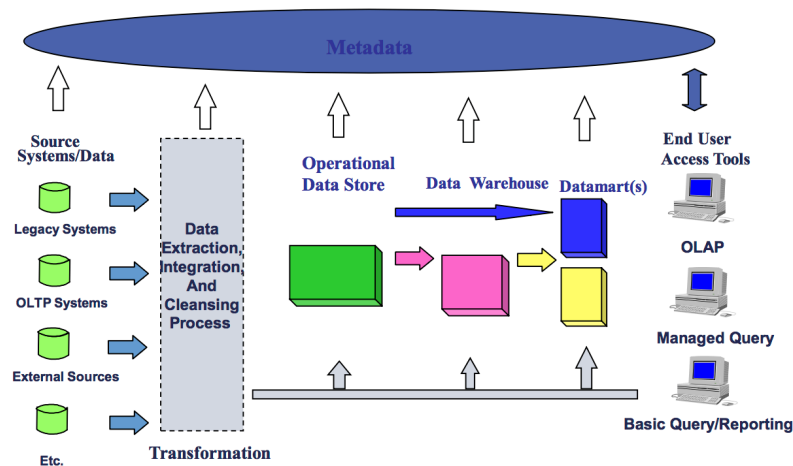 Metadata
Source
Systems/Data
Legacy Systems
OLTP Systems
External Sources
Etc.
Data
Extraction,
Integration,
And
Cleansing
Process
Transformation
Operational
Data Store
Data Warehouse
Datamart(s)
End User
Access Tools
OLAP
Managed Query
Basic Query/Reporting